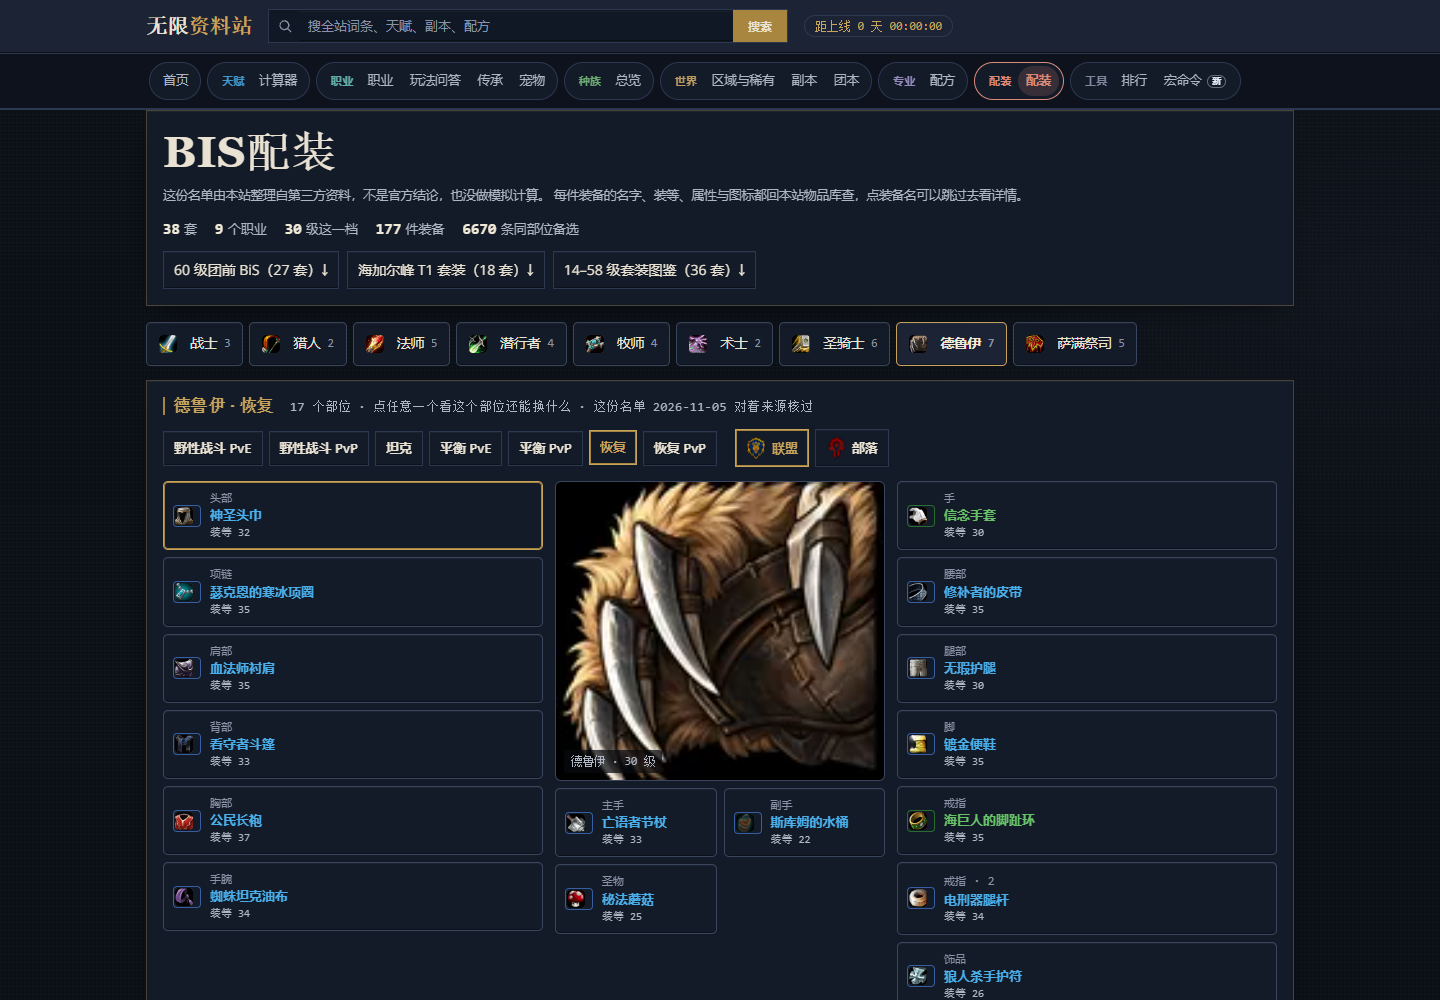 无限资料站
搜全站词条、天赋、副本、配方
搜索
距上线 0 天 00:00:00
首页
天赋 计算器
职业 职业 玩法问答 传承 宠物
种族 总览
世界 区域与稀有 副本 团本
专业 配方
配装 配装
工具 排行 宏命令 新
BIS配装
这份名单由本站整理自第三方资料，不是官方结论，也没做模拟计算。 每件装备的名字、装等、属性与图标都回本站物品库查，点装备名可以跳过去看详情。
38 套 9 个职业 30 级这一档 177 件装备 6670 条同部位备选
60 级团前 BiS（27 套）↓
海加尔峰 T1 套装（18 套）↓
14–58 级套装图鉴（36 套）↓
战士 3
猎人 2
法师 5
潜行者 4
牧师 4
术士 2
圣骑士 6
德鲁伊 7
萨满祭司 5
德鲁伊 · 恢复 17 个部位 · 点任意一个看这个部位还能换什么 · 这份名单 2026-11-05 对着来源核过
野性战斗 PvE
野性战斗 PvP
坦克
平衡 PvE
平衡 PvP
恢复
恢复 PvP
联盟
部落
头部
神圣头巾
装等 32
项链
瑟克恩的寒冰项圈
装等 35
肩部
血法师衬肩
装等 35
背部
看守者斗篷
装等 33
胸部
公民长袍
装等 37
手腕
蜘蛛坦克油布
装等 34
德鲁伊 · 30 级
主手
亡语者节杖
装等 33
副手
斯库姆的水桶
装等 22
圣物
秘法蘑菇
装等 25
手
信念手套
装等 30
腰部
修补者的皮带
装等 35
腿部
无瑕护腿
装等 30
脚
镀金便鞋
装等 35
戒指
海巨人的脚趾环
装等 35
戒指 · 2
电刑器腿杆
装等 34
饰品
狼人杀手护符
装等 26